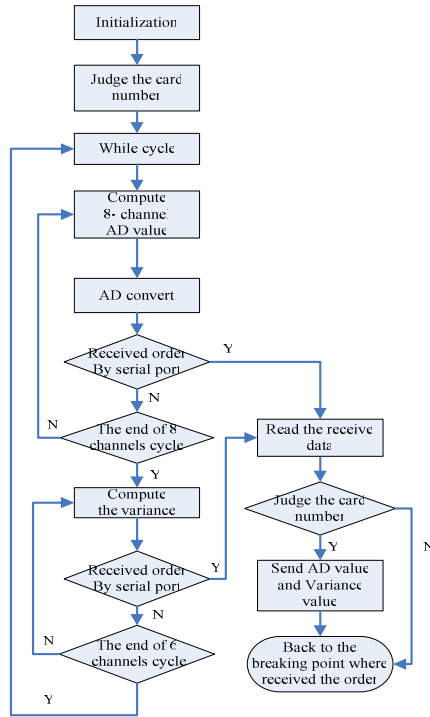 Initialization
Judge the card
number
While cycle
Compute
8- channel
AD value
AD convert
Received order
By serial port
Y
N
The end of 8
channels cycle
N
Y
Compute
the variance
Received order
By serial port
Y
N
The end of 6
channels cycle
N
Y
Read the receive
data
Judge the card
number
N
Y
Send AD value
and Variance
value
Back to the
breaking point where
received the order